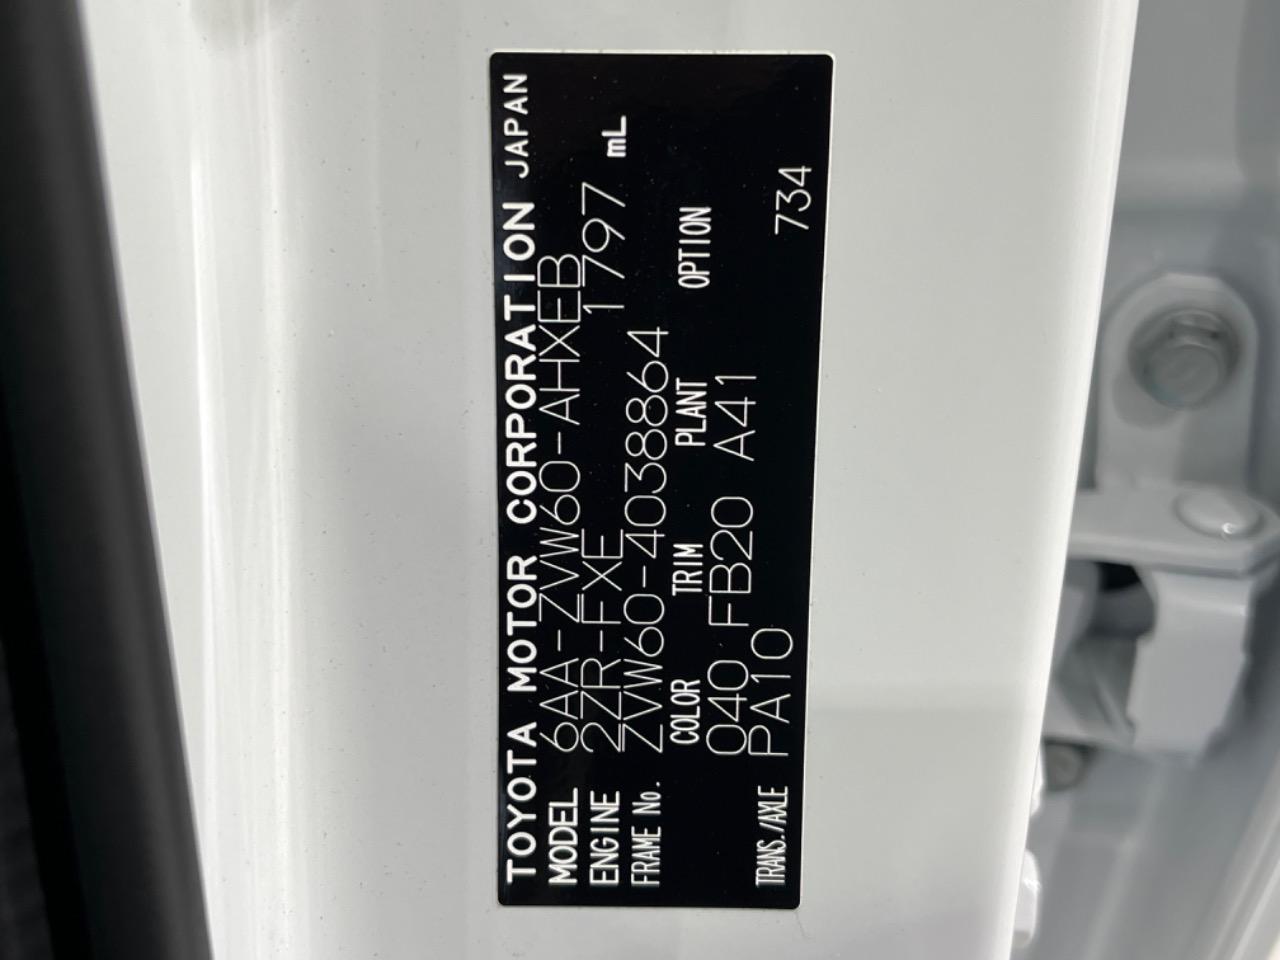 TOYOTA MOTOR CORPORATION JAPAN
MODEL 6AA-ZVW60-AHXEB
ENGINE 2ZR-FXE 1797 mL
FRAME No. ZVW60-4038864
COLOR TRIM PLANT OPTION
040 FB20 A41
TRANS./AXLE PA10 734